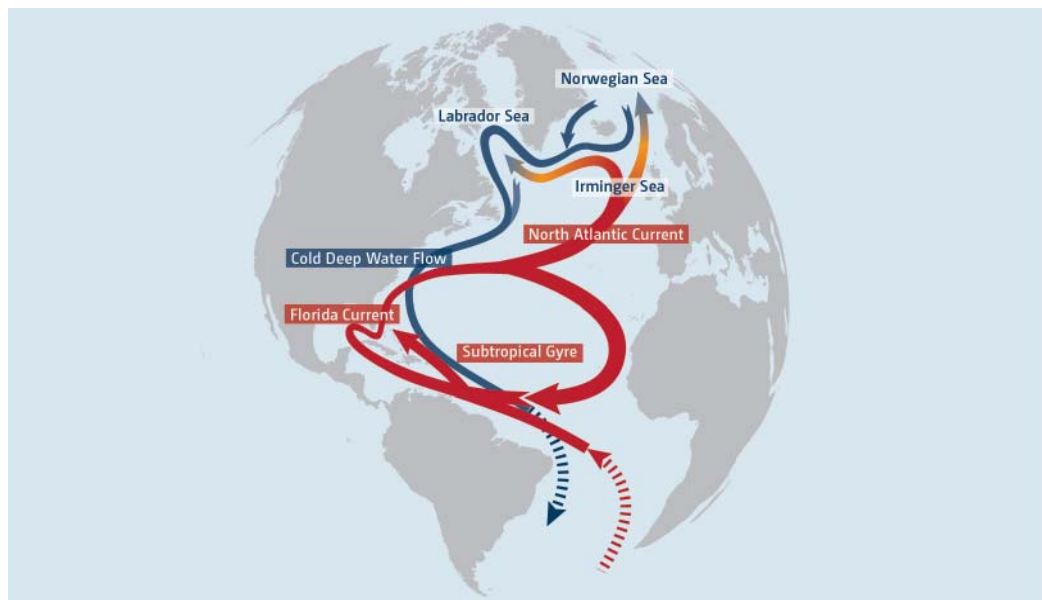 Norwegian Sea
Labrador Sea
Irminger Sea
North Atlantic Current
Cold Deep Water Flow
Florida Current
Subtropical Gyre